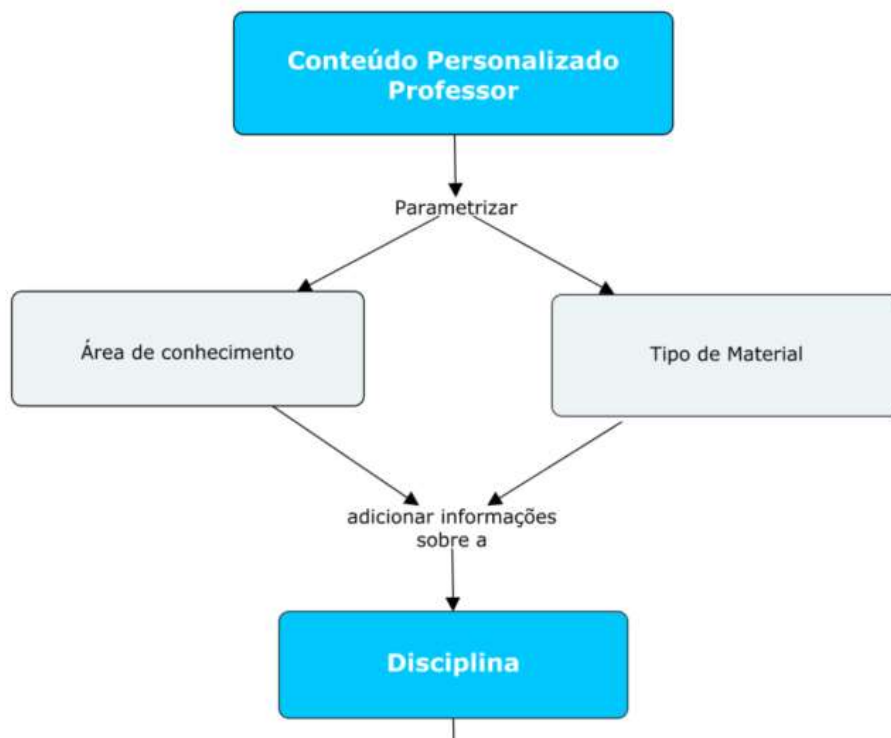 Conteúdo Personalizado
Professor
Parametrizar
Área de conhecimento
Tipo de Material
adicionar informações
sobre a
Disciplina